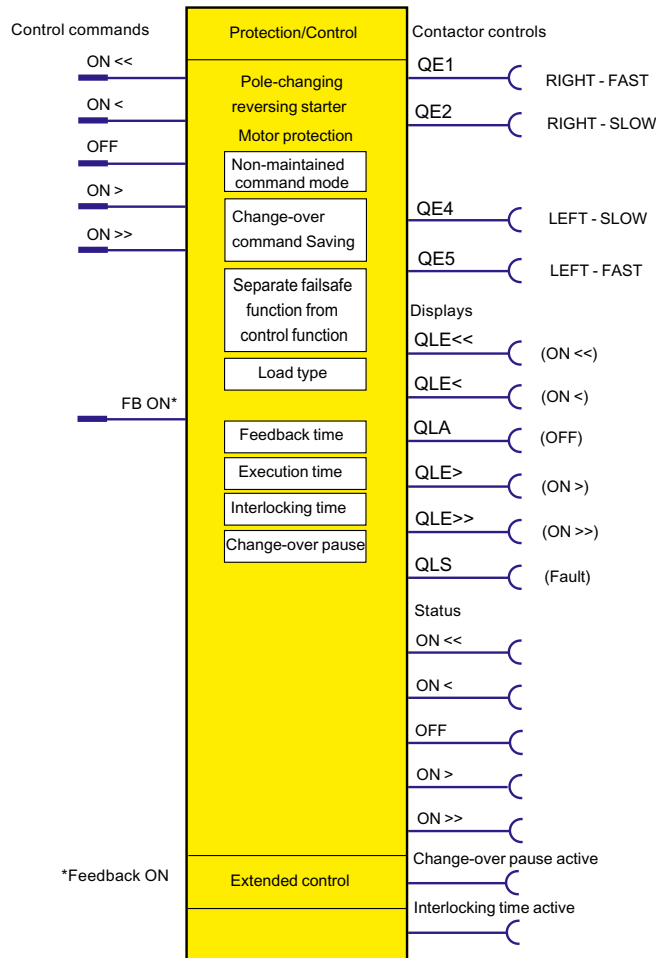 Control commands
Protection/Control
Contactor controls
ON <<
ON <
OFF
ON >
ON >>
FB ON*
*Feedback ON
Pole-changing
reversing starter
Motor protection
Non-maintained
command mode
Change-over
command Saving
Separate failsafe
function from
control function
Load type
Feedback time
Execution time
Interlocking time
Change-over pause
Extended control
QE1
RIGHT - FAST
QE2
RIGHT - SLOW
QE4
LEFT - SLOW
QE5
LEFT - FAST
Displays
QLE<<
(ON <<)
QLE<
(ON <)
QLA
(OFF)
QLE>
(ON >)
QLE>>
(ON >>)
QLS
(Fault)
Status
ON <<
ON <
OFF
ON >
ON >>
Change-over pause active
Interlocking time active